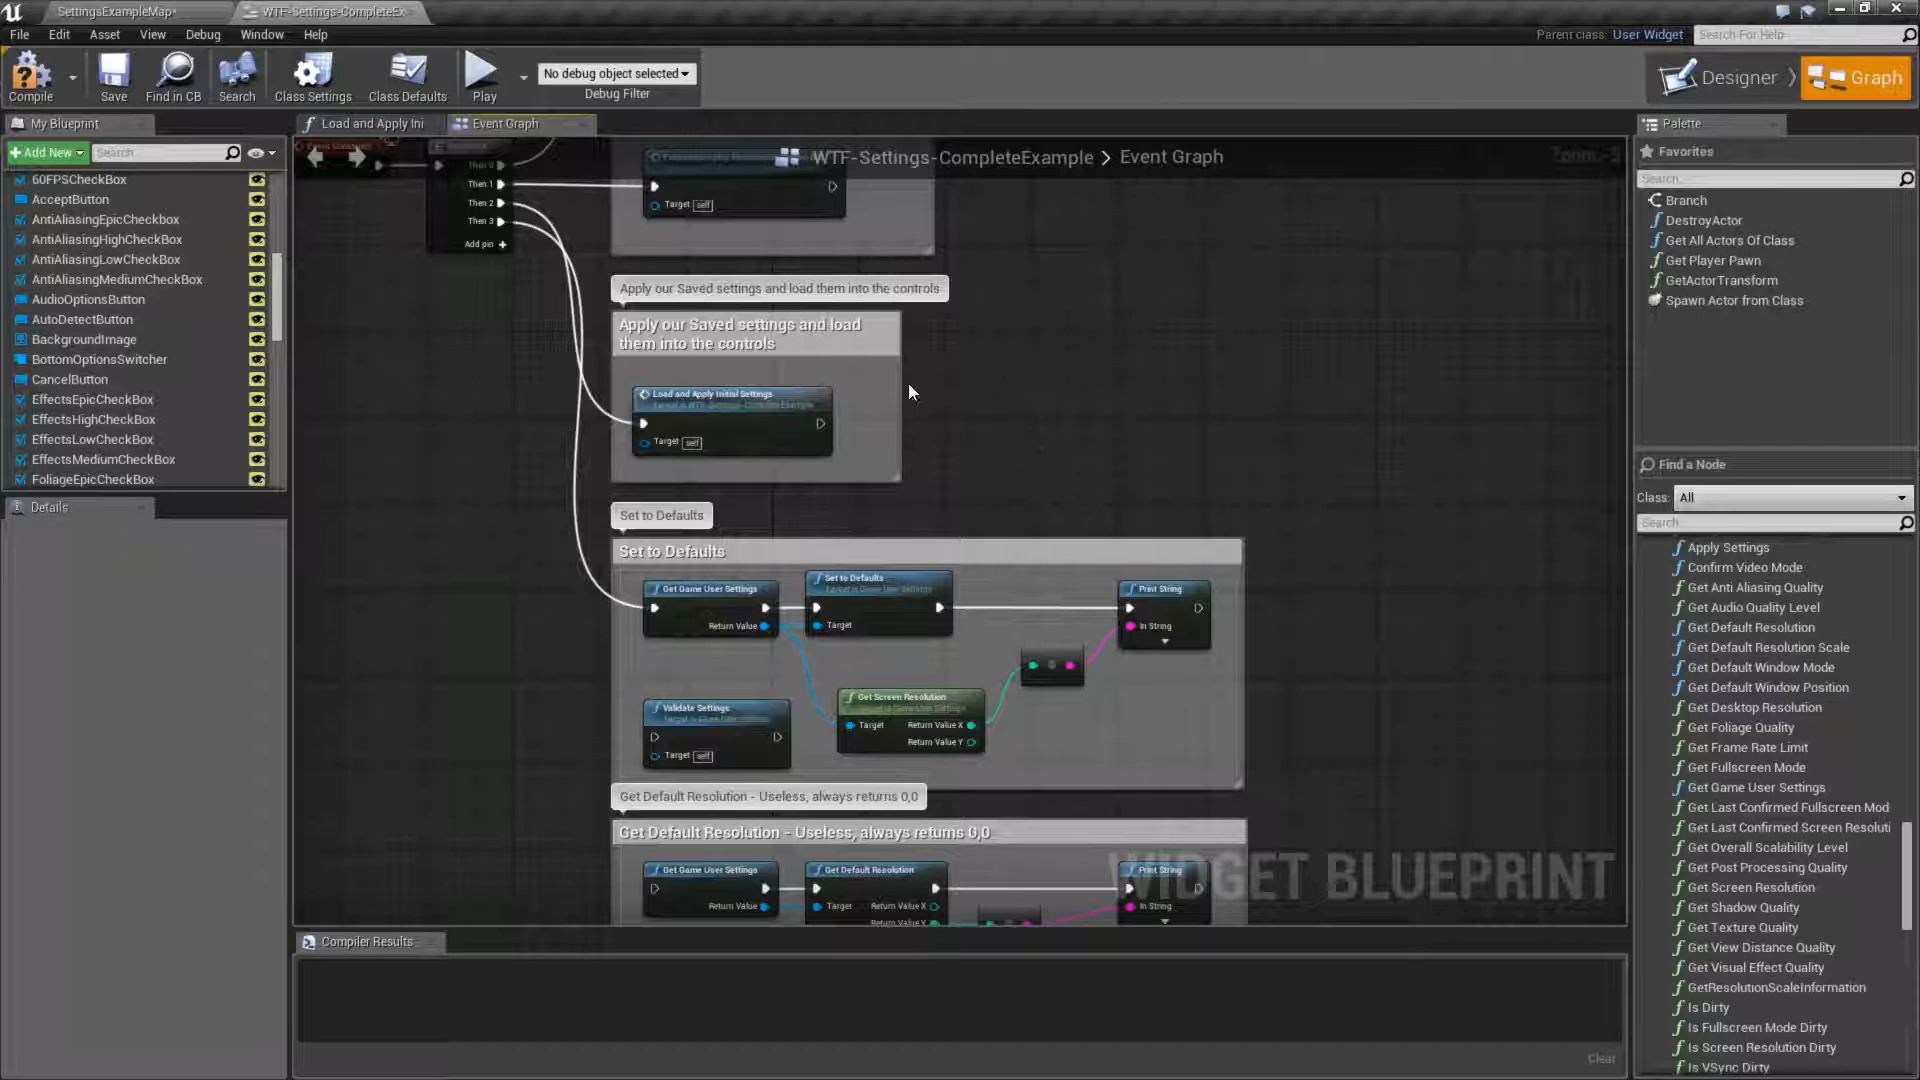 SettingsExampleMap*
WTF-Settings-CompleteEx
File Edit Asset View Debug Window Help
Parent class: User Widget
Search For Help
Compile
Save
Find in CB
Search
Class Settings
Class Defaults
Play
No debug object selected
Debug Filter
Designer
Graph
My Blueprint
Load and Apply Ini
Event Graph
Palette
+Add New
Search
60FPSCheckBox
AcceptButton
AntiAliasingEpicCheckbox
AntiAliasingHighCheckBox
AntiAliasingLowCheckBox
AntiAliasingMediumCheckBox
AudioOptionsButton
AutoDetectButton
BackgroundImage
BottomOptionsSwitcher
CancelButton
EffectsEpicCheckBox
EffectsHighCheckBox
EffectsLowCheckBox
EffectsMediumCheckBox
FoliageEpicCheckBox
Details
WTF-Settings-CompleteExample > Event Graph
Then 0
Then 1
Then 2
Then 3
Add pin +
Target self
Apply our Saved settings and load them into the controls
Apply our Saved settings and load
them into the controls
Load and Apply Initial Settings
Target self
Set to Defaults
Set to Defaults
Get Game User Settings
Return Value
Set to Defaults
Target is Game User Settings
Target
Print String
In String
Validate Settings
Target self
Get Screen Resolution
Target is Game User Settings
Target
Return Value X
Return Value Y
Get Default Resolution - Useless, always returns 0,0
Get Default Resolution - Useless, always returns 0,0
Get Game User Settings
Return Value
Get Default Resolution
Target
Return Value X
Return Value Y
Print String
In String
WIDGET BLUEPRINT
Compiler Results
Clear
Favorites
Search
Branch
DestroyActor
Get All Actors Of Class
Get Player Pawn
GetActorTransform
Spawn Actor from Class
Find a Node
Class: All
Search
Apply Settings
Confirm Video Mode
Get Anti Aliasing Quality
Get Audio Quality Level
Get Default Resolution
Get Default Resolution Scale
Get Default Window Mode
Get Default Window Position
Get Desktop Resolution
Get Foliage Quality
Get Frame Rate Limit
Get Fullscreen Mode
Get Game User Settings
Get Last Confirmed Fullscreen Mod
Get Last Confirmed Screen Resoluti
Get Overall Scalability Level
Get Post Processing Quality
Get Screen Resolution
Get Shadow Quality
Get Texture Quality
Get View Distance Quality
Get Visual Effect Quality
GetResolutionScaleInformation
Is Dirty
Is Fullscreen Mode Dirty
Is Screen Resolution Dirty
Is VSync Dirty